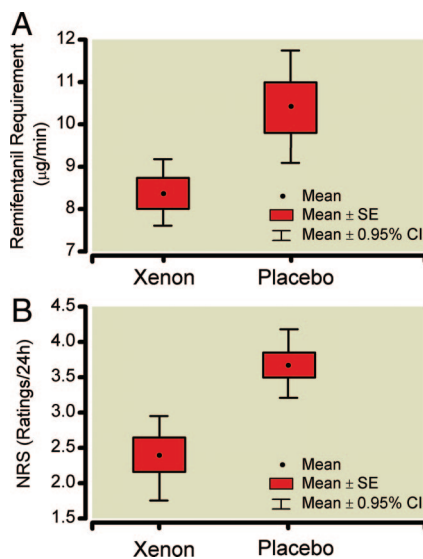 A
Remifentanil Requirement
(µg/min)
12
11
10
9
8
7
Mean
Mean ± SE
Mean ± 0.95% CI
Xenon Placebo
B
NRS (Ratings/24h)
4.5
4.0
3.5
3.0
2.5
2.0
1.5
Mean
Mean ± SE
Mean ± 0.95% CI
Xenon Placebo